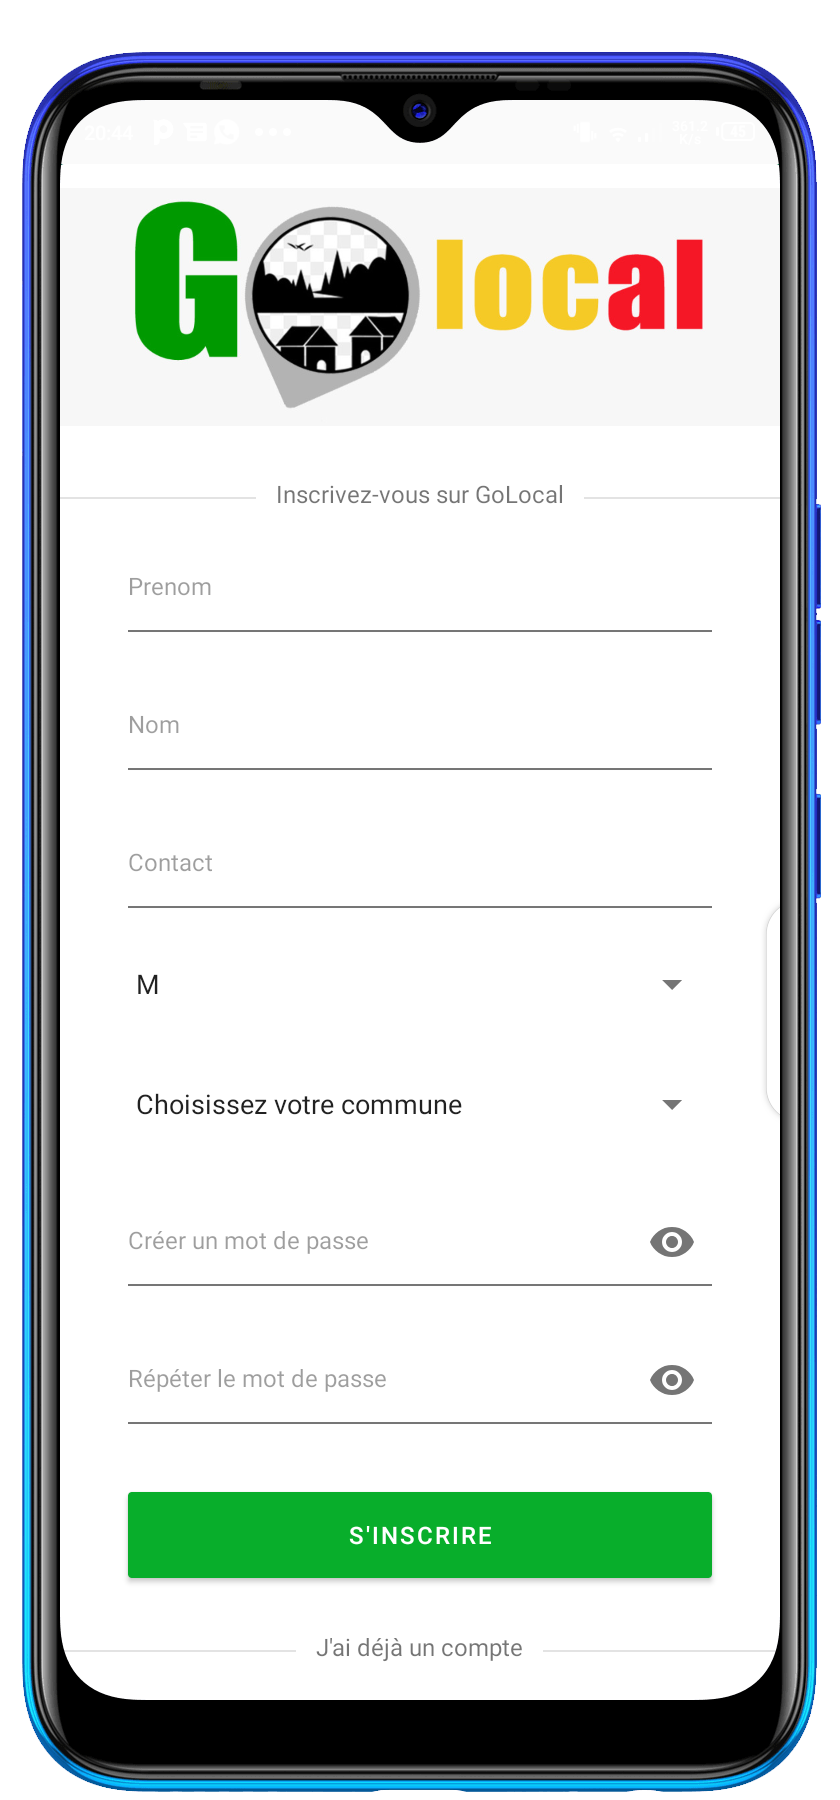 20:44
Go local
Inscrivez-vous sur GoLocal
Prenom
Nom
Contact
M
Choisissez votre commune
Créer un mot de passe
Répéter le mot de passe
S'INSCRIRE
J'ai déjà un compte